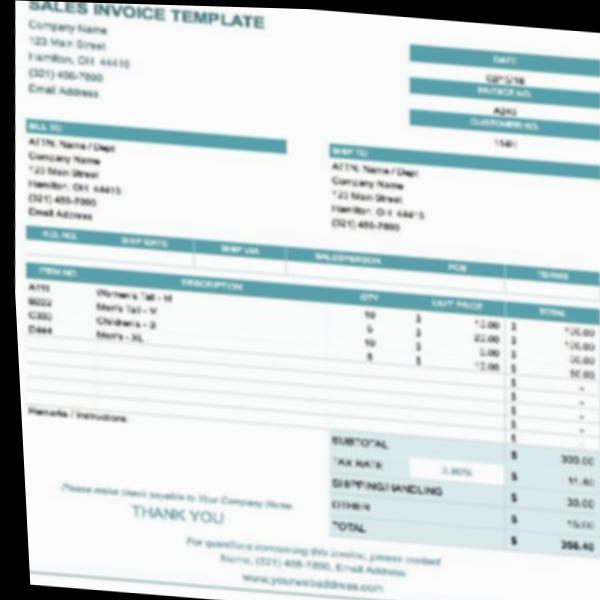 SALES INVOICE TEMPLATE
Company Name
123 Main Street
Hamilton, OH 44416
(321) 456-7890
Email Address
DATE
INVOICE NO.
A246
CUSTOMER NO.
BILL TO
ATTN: Name / Dept
Company Name
123 Main Street
Hamilton, OH 44416
(321) 456-7890
Email Address
SHIP TO
ATTN: Name / Dept
Company Name
123 Main Street
Hamilton, OH 44416
(321) 456-7890
P.O. NO. SHIP DATE SHIP VIA SALESPERSON FOB TERMS
ITEM NO. DESCRIPTION QTY UNIT PRICE TOTAL
A111 Women's Tall - M 10 $ $ 100.00
B222 Men's Tall - M 5 $ 20.00 $ 100.00
C333 Children's - S 10 $ 5.00 $ 50.00
D444 Men's - XL 5 $ 10.00 $ 50.00
$ -
$ -
$ -
$ -
$ -
Remarks / Instructions:
SUBTOTAL $ 300.00
TAX RATE 3.80% $ 11.40
SHIPPING/HANDLING $ 30.00
OTHER $ 15.00
TOTAL $ 356.40
Please make check payable to Your Company Name.
THANK YOU
For questions concerning this invoice, please contact
Name, (321) 456-7890, Email Address
www.yourwebaddress.com